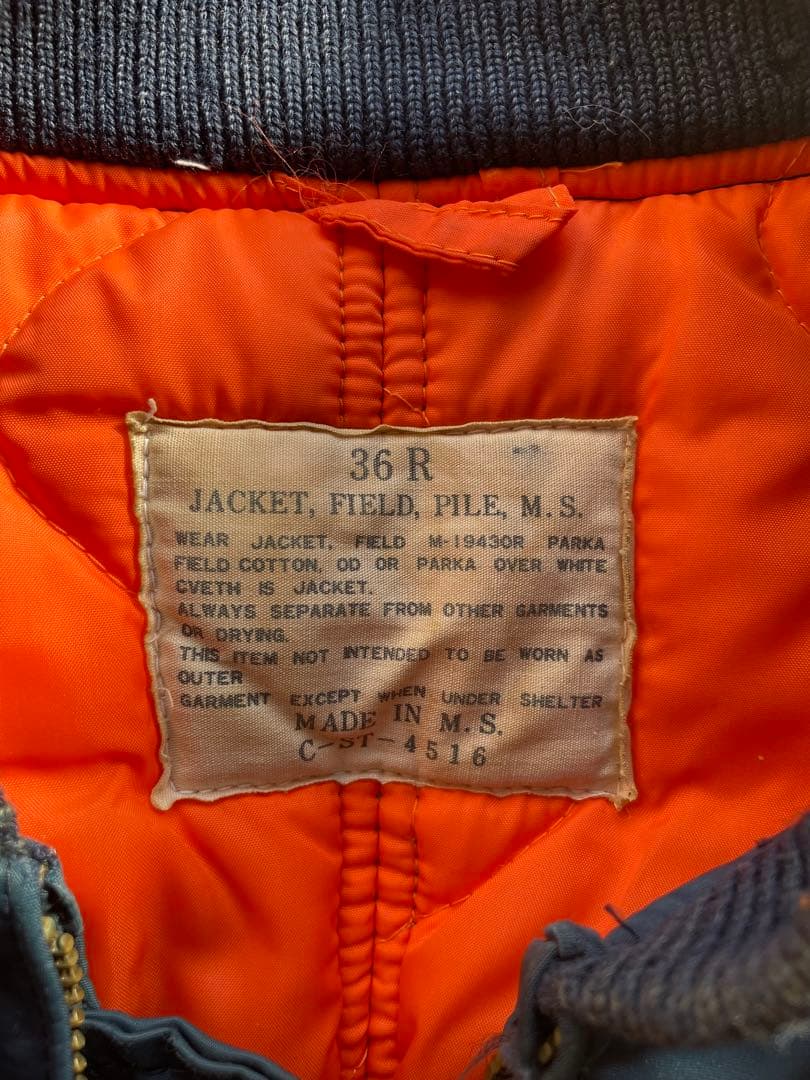 36 R
JACKET, FIELD, PILE, M. S.
WEAR JACKET, FIELD M-1943OR PARKA
FIELD COTTON, OD OR PARKA OVER WHITE
CVETH IS JACKET.
ALWAYS SEPARATE FROM OTHER GARMENTS
OR DRYING.
THIS ITEM NOT INTENDED TO BE WORN AS
OUTER
GARMENT EXCEPT WHEN UNDER SHELTER
MADE IN M. S.
C-ST-4516